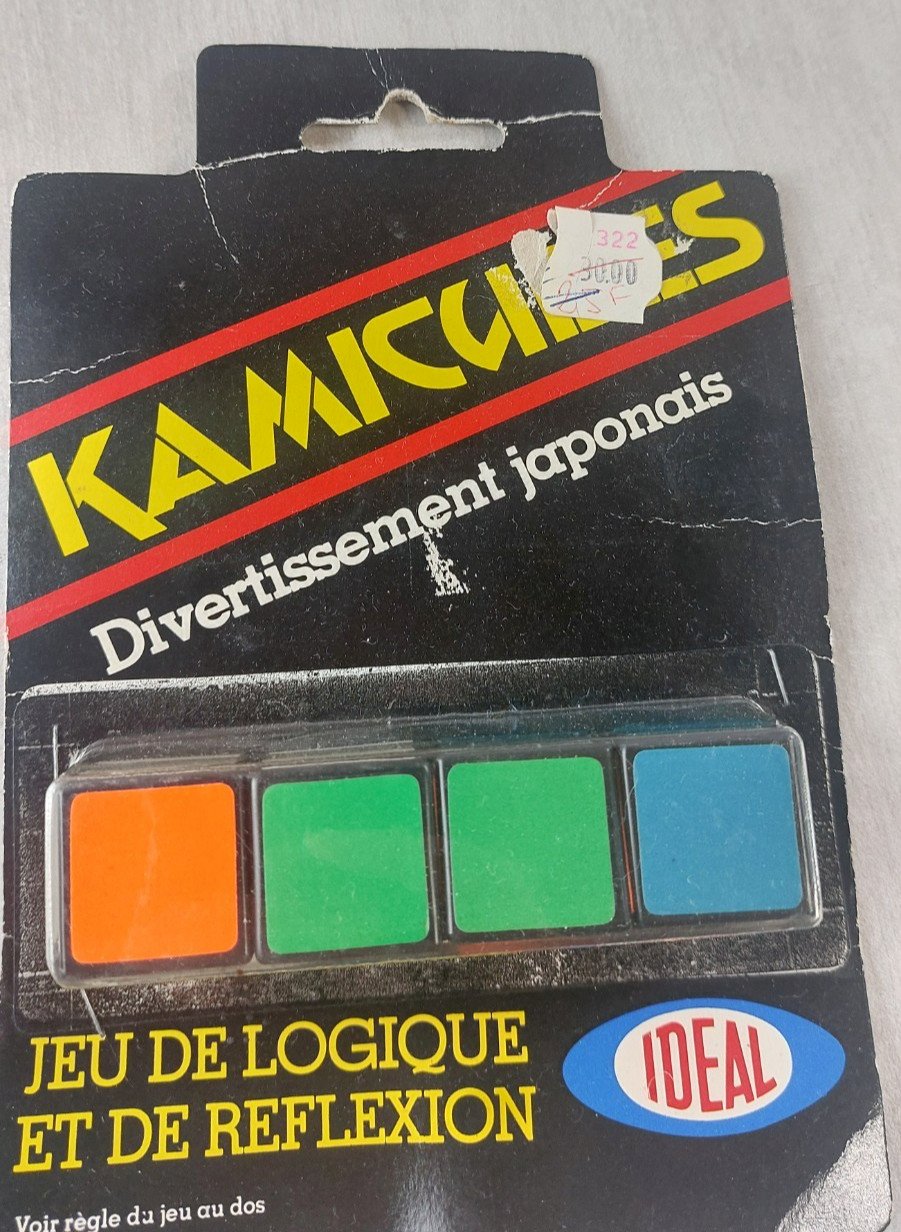 322
30.00
KAMICUBES
Divertissement japonais
JEU DE LOGIQUE
ET DE REFLEXION
IDEAL
Voir règle du jeu au dos